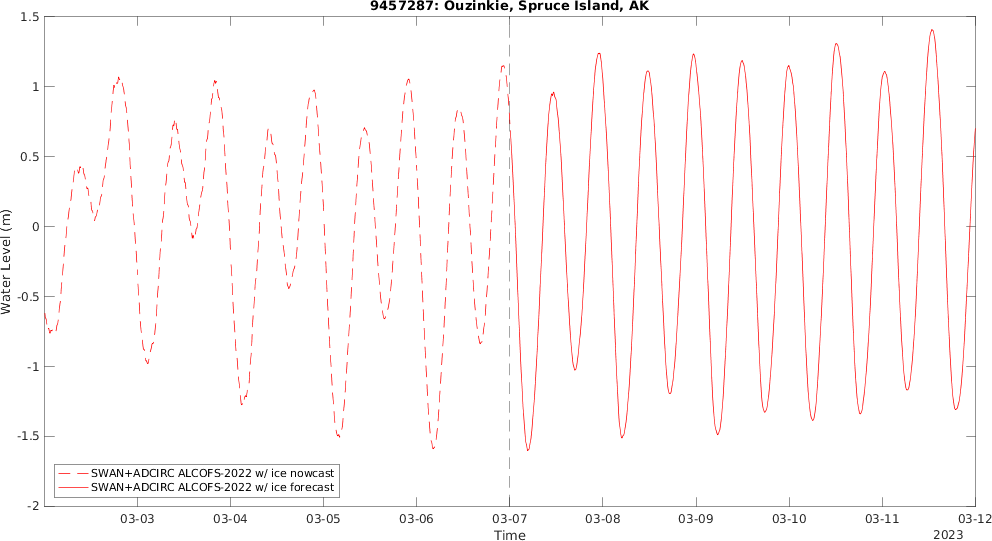 9457287: Ouzinkie, Spruce Island, AK
1.5
1
0.5
0
-0.5
-1
-1.5
-2
Water Level (m)
SWAN+ADCIRC ALCOFS-2022 w/ ice nowcast
SWAN+ADCIRC ALCOFS-2022 w/ ice forecast
03-03 03-04 03-05 03-06 03-07 03-08 03-09 03-10 03-11 03-12
Time
2023